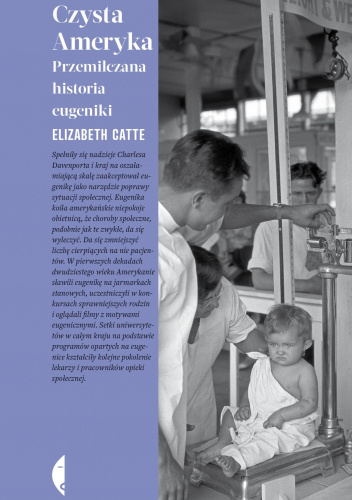 Czysta
Ameryka
Przemilczana
historia
eugeniki
ELIZABETH CATTE
Spełniły się nadzieje Charlesa
Davenporta i kraj na oszała-
miającą skalę zaakceptował eu-
genikę jako narzędzie poprawy
sytuacji społecznej. Eugenika
koiła amerykańskie niepokoje
obietnicą, że choroby społeczne,
podobnie jak te zwykłe, da się
wyleczyć. Da się zmniejszyć
liczbę cierpiących na nie pacjen-
tów. W pierwszych dekadach
dwudziestego wieku Amerykanie
sławili eugenikę na jarmarkach
stanowych, uczestniczyli w kon-
kursach sprawniejszych rodzin
i oglądali filmy z motywami
eugenicznymi. Setki uniwersyte-
tów w całym kraju na podstawie
programów opartych na euge-
nice kształciły kolejne pokolenie
lekarzy i pracowników opieki
społecznej.